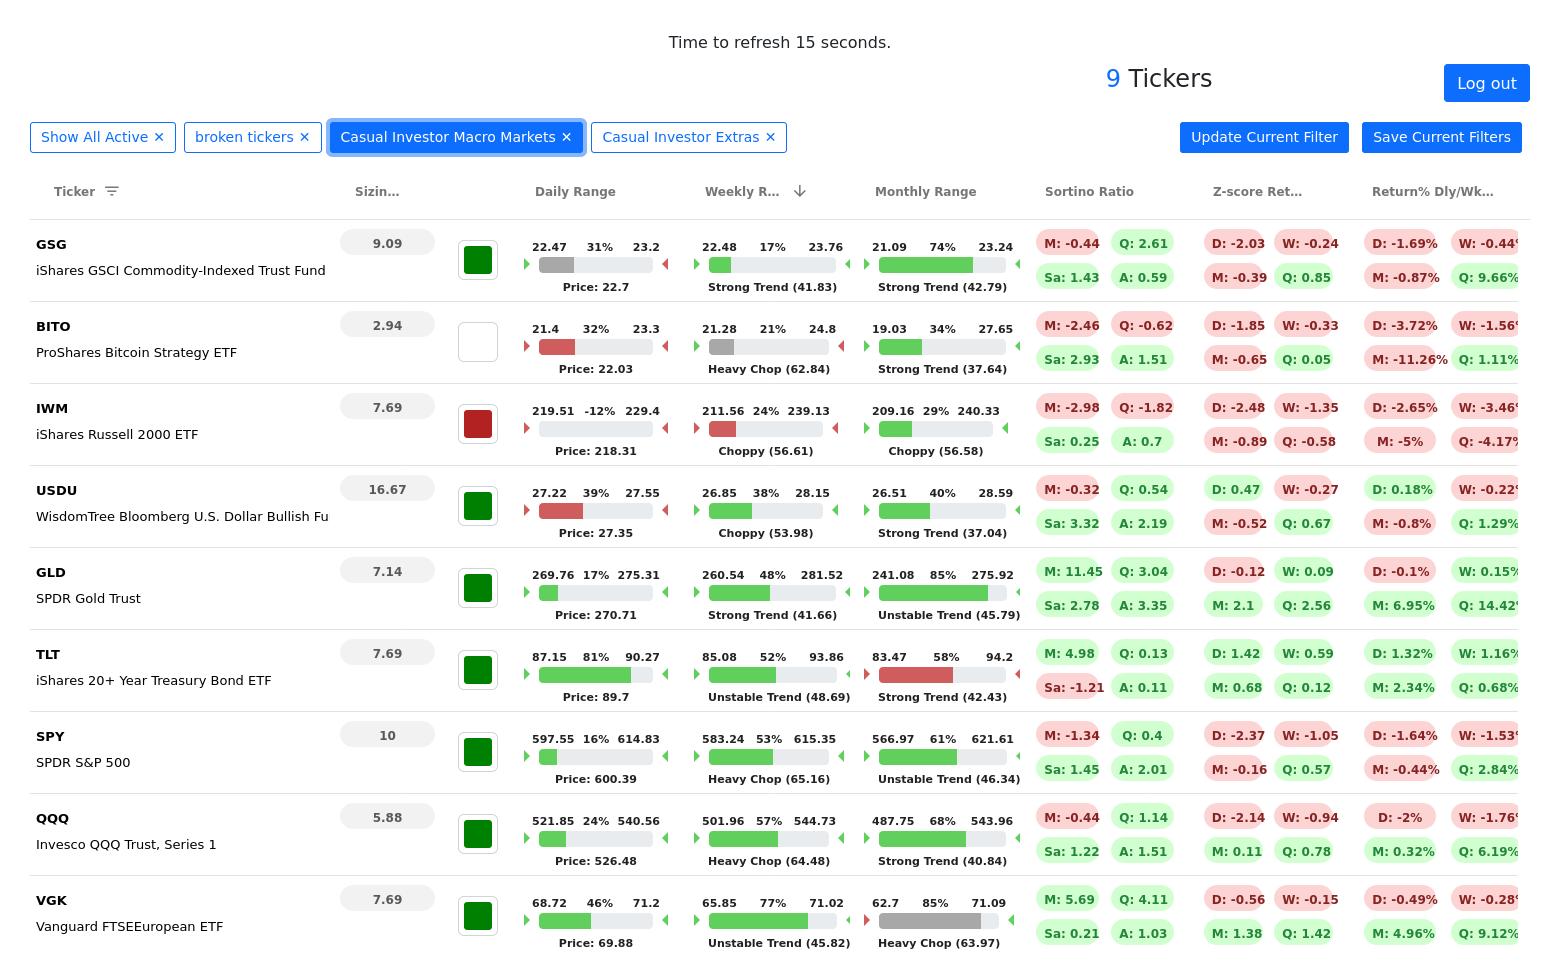 Time to refresh 15 seconds.
9 Tickers
Log out
Show All Active ✕ broken tickers ✕ Casual Investor Macro Markets ✕ Casual Investor Extras ✕ Update Current Filter Save Current Filters
Ticker Sizin... Daily Range Weekly R... Monthly Range Sortino Ratio Z-score Ret... Return% Dly/Wk...
GSG 9.09 22.47 31% 23.2 22.48 17% 23.76 21.09 74% 23.24 M: -0.44 Q: 2.61 D: -2.03 W: -0.24 D: -1.69% W: -0.44%
iShares GSCI Commodity-Indexed Trust Fund Sa: 1.43 A: 0.59 M: -0.39 Q: 0.85 M: -0.87% Q: 9.66%
Price: 22.7 Strong Trend (41.83) Strong Trend (42.79)
BITO 2.94 21.4 32% 23.3 21.28 21% 24.8 19.03 34% 27.65 M: -2.46 Q: -0.62 D: -1.85 W: -0.33 D: -3.72% W: -1.56%
ProShares Bitcoin Strategy ETF Sa: 2.93 A: 1.51 M: -0.65 Q: 0.05 M: -11.26% Q: 1.11%
Price: 22.03 Heavy Chop (62.84) Strong Trend (37.64)
IWM 7.69 219.51 -12% 229.4 211.56 24% 239.13 209.16 29% 240.33 M: -2.98 Q: -1.82 D: -2.48 W: -1.35 D: -2.65% W: -3.46%
iShares Russell 2000 ETF Sa: 0.25 A: 0.7 M: -0.89 Q: -0.58 M: -5% Q: -4.17%
Price: 218.31 Choppy (56.61) Choppy (56.58)
USDU 16.67 27.22 39% 27.55 26.85 38% 28.15 26.51 40% 28.59 M: -0.32 Q: 0.54 D: 0.47 W: -0.27 D: 0.18% W: -0.22%
WisdomTree Bloomberg U.S. Dollar Bullish Fu Sa: 3.32 A: 2.19 M: -0.52 Q: 0.67 M: -0.8% Q: 1.29%
Price: 27.35 Choppy (53.98) Strong Trend (37.04)
GLD 7.14 269.76 17% 275.31 260.54 48% 281.52 241.08 85% 275.92 M: 11.45 Q: 3.04 D: -0.12 W: 0.09 D: -0.1% W: 0.15%
SPDR Gold Trust Sa: 2.78 A: 3.35 M: 2.1 Q: 2.56 M: 6.95% Q: 14.42%
Price: 270.71 Strong Trend (41.66) Unstable Trend (45.79)
TLT 7.69 87.15 81% 90.27 85.08 52% 93.86 83.47 58% 94.2 M: 4.98 Q: 0.13 D: 1.42 W: 0.59 D: 1.32% W: 1.16%
iShares 20+ Year Treasury Bond ETF Sa: -1.21 A: 0.11 M: 0.68 Q: 0.12 M: 2.34% Q: 0.68%
Price: 89.7 Unstable Trend (48.69) Strong Trend (42.43)
SPY 10 597.55 16% 614.83 583.24 53% 615.35 566.97 61% 621.61 M: -1.34 Q: 0.4 D: -2.37 W: -1.05 D: -1.64% W: -1.53%
SPDR S&P 500 Sa: 1.45 A: 2.01 M: -0.16 Q: 0.57 M: -0.44% Q: 2.84%
Price: 600.39 Heavy Chop (65.16) Unstable Trend (46.34)
QQQ 5.88 521.85 24% 540.56 501.96 57% 544.73 487.75 68% 543.96 M: -0.44 Q: 1.14 D: -2.14 W: -0.94 D: -2% W: -1.76%
Invesco QQQ Trust, Series 1 Sa: 1.22 A: 1.51 M: 0.11 Q: 0.78 M: 0.32% Q: 6.19%
Price: 526.48 Heavy Chop (64.48) Strong Trend (40.84)
VGK 7.69 68.72 46% 71.2 65.85 77% 71.02 62.7 85% 71.09 M: 5.69 Q: 4.11 D: -0.56 W: -0.15 D: -0.49% W: -0.28%
Vanguard FTSEEuropean ETF Sa: 0.21 A: 1.03 M: 1.38 Q: 1.42 M: 4.96% Q: 9.12%
Price: 69.88 Unstable Trend (45.82) Heavy Chop (63.97)